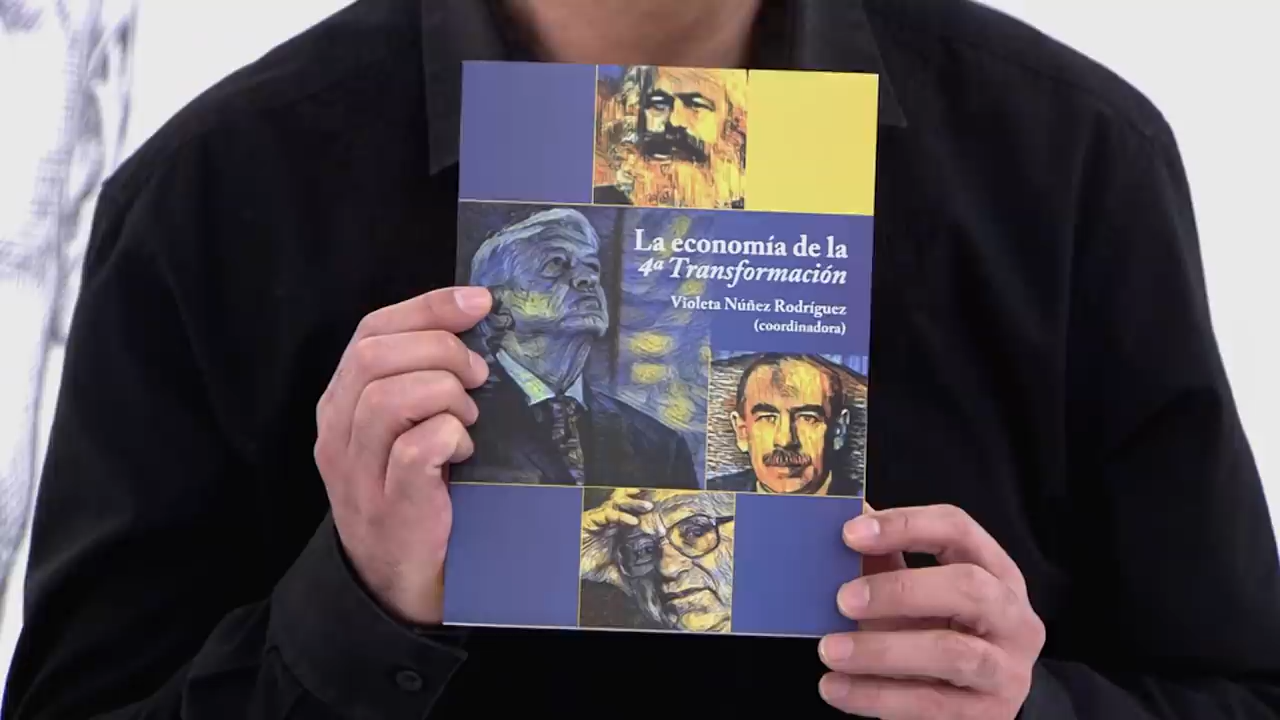 La economía de la
4ª Transformación
Violeta Núñez Rodríguez
(coordinadora)